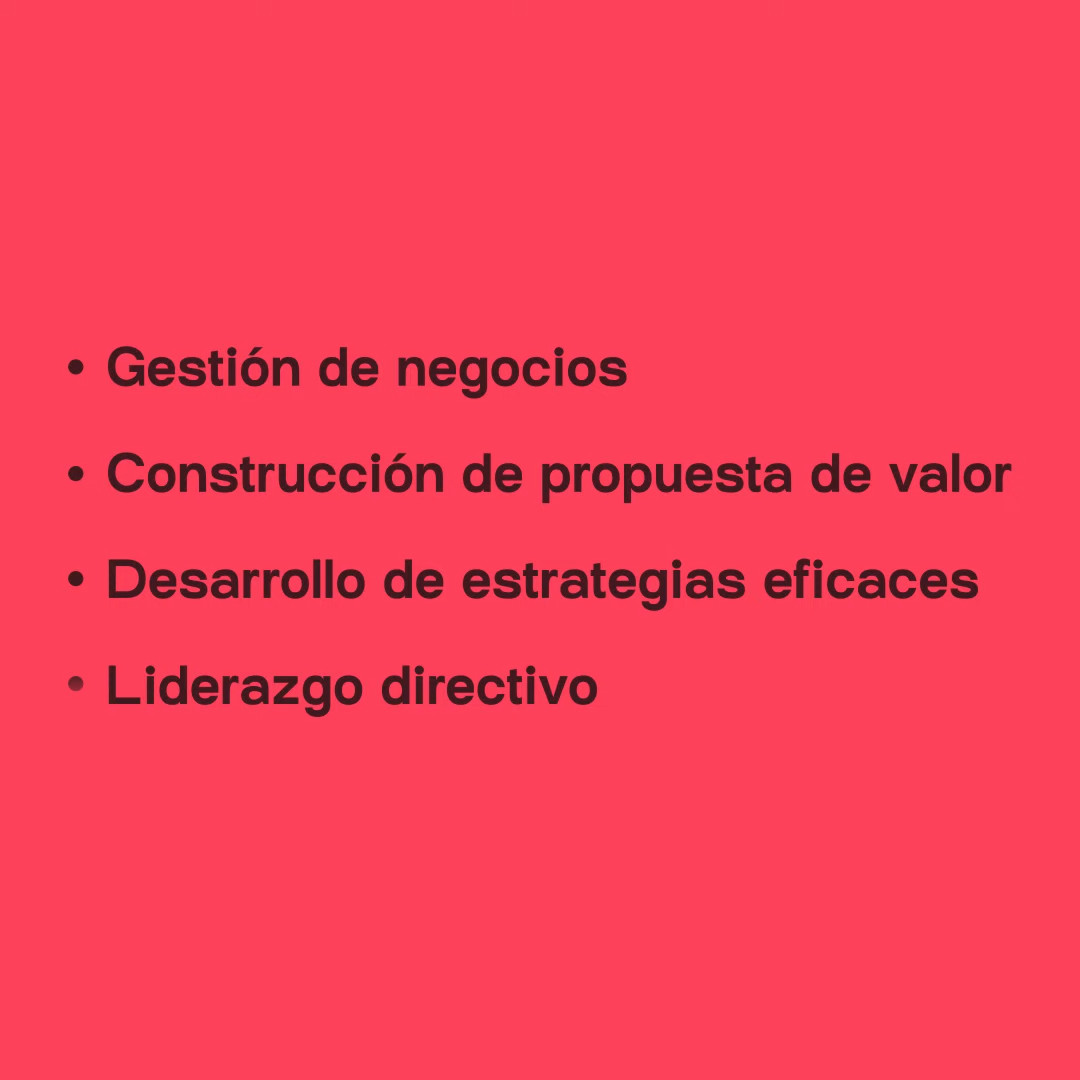 • Gestión de negocios
• Construcción de propuesta de valor
• Desarrollo de estrategias eficaces
• Liderazgo directivo